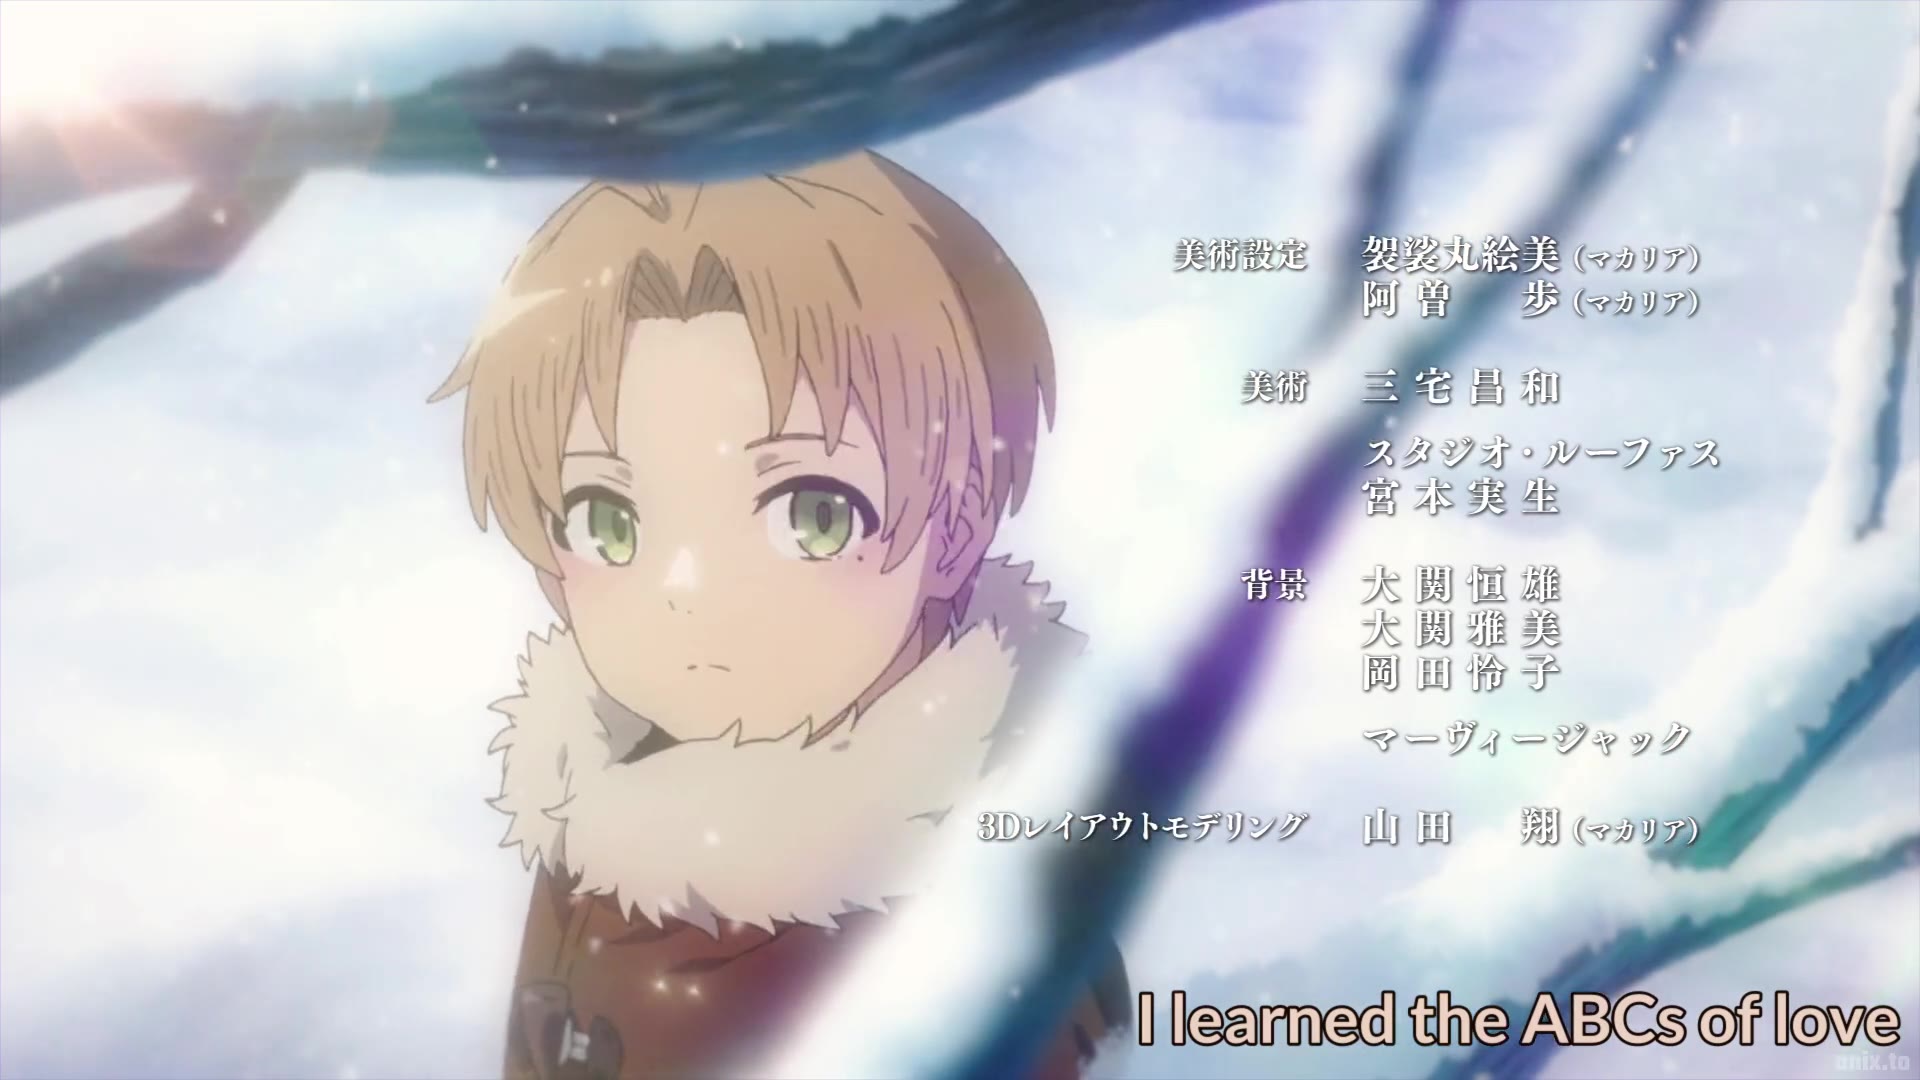 美術設定 袈裟丸絵美(マカリア)
阿曽 歩(マカリア)
美術 三宅昌和
スタジオ・ルーファス
宮本実生
背景 大関恒雄
大関雅美
岡田怜子
マーヴィージャック
3Dレイアウトモデリング 山田 翔(マカリア)
I learned the ABCs of love
anix.to